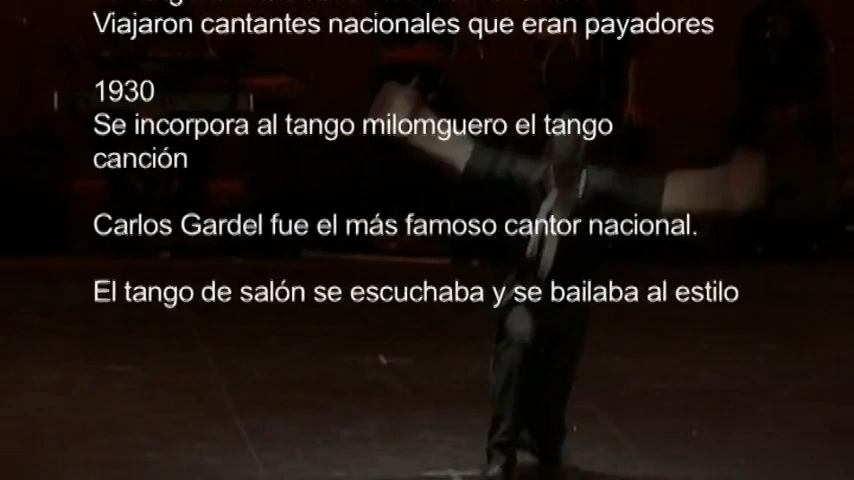 Viajaron cantantes nacionales que eran payadores
1930
Se incorpora al tango milomguero el tango
canción
Carlos Gardel fue el más famoso cantor nacional.
El tango de salón se escuchaba y se bailaba al estilo